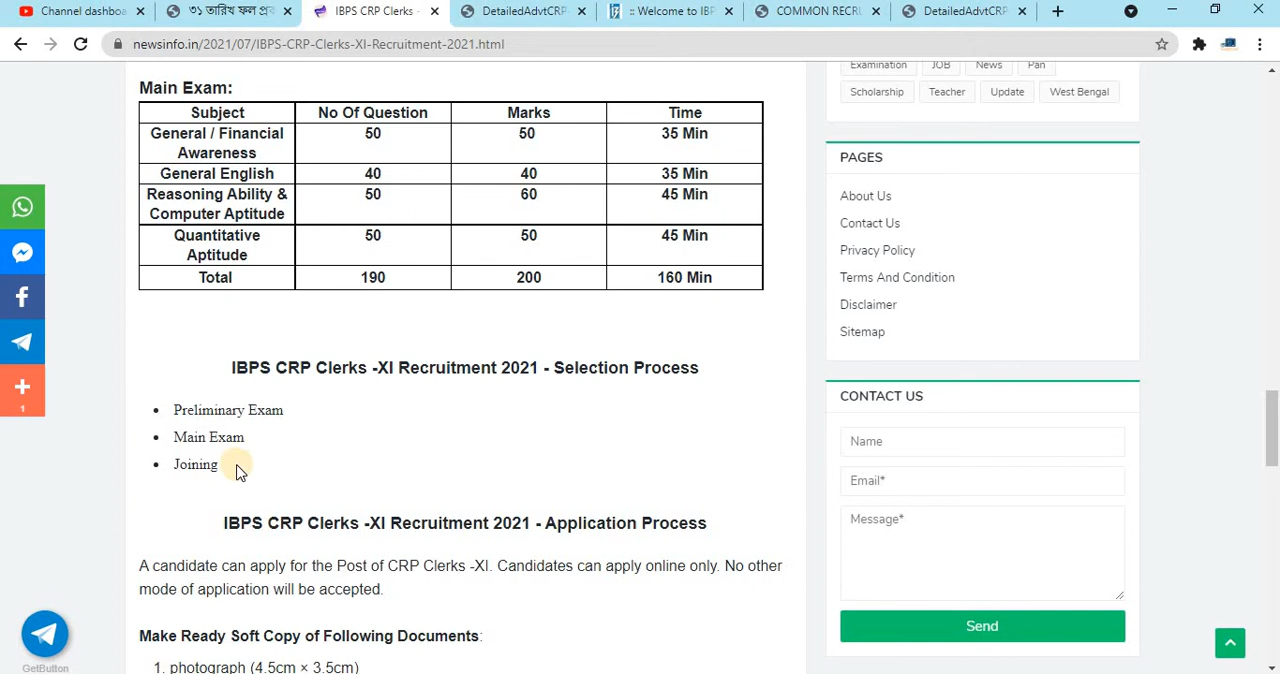 Channel dashboa
৩১ তারিখ ফল প্রক
IBPS CRP Clerks -
DetailedAdvtCRP
:: Welcome to IBP
COMMON RECRU
DetailedAdvtCRP
newsinfo.in/2021/07/IBPS-CRP-Clerks-XI-Recruitment-2021.html
Main Exam:
Subject No Of Question Marks Time
General / Financial Awareness 50 50 35 Min
General English 40 40 35 Min
Reasoning Ability & Computer Aptitude 50 60 45 Min
Quantitative Aptitude 50 50 45 Min
Total 190 200 160 Min
IBPS CRP Clerks -XI Recruitment 2021 - Selection Process
Preliminary Exam
Main Exam
Joining
IBPS CRP Clerks -XI Recruitment 2021 - Application Process
A candidate can apply for the Post of CRP Clerks -XI. Candidates can apply online only. No other
mode of application will be accepted.
Make Ready Soft Copy of Following Documents:
1. photograph (4.5cm × 3.5cm)
1
GetButton
Examination JOB News Pan
Scholarship Teacher Update West Bengal
PAGES
About Us
Contact Us
Privacy Policy
Terms And Condition
Disclaimer
Sitemap
CONTACT US
Name
Email*
Message*
Send